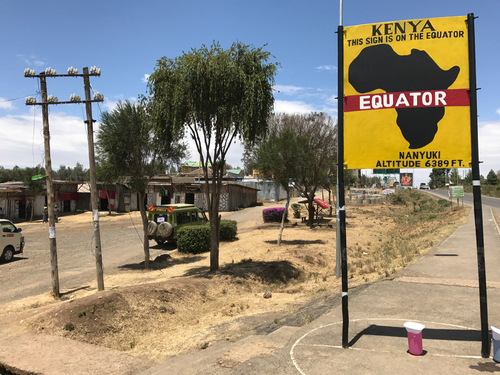 KENYA
THIS SIGN IS ON THE EQUATOR
EQUATOR
NANYUKI
ALTITUDE 6389 FT.